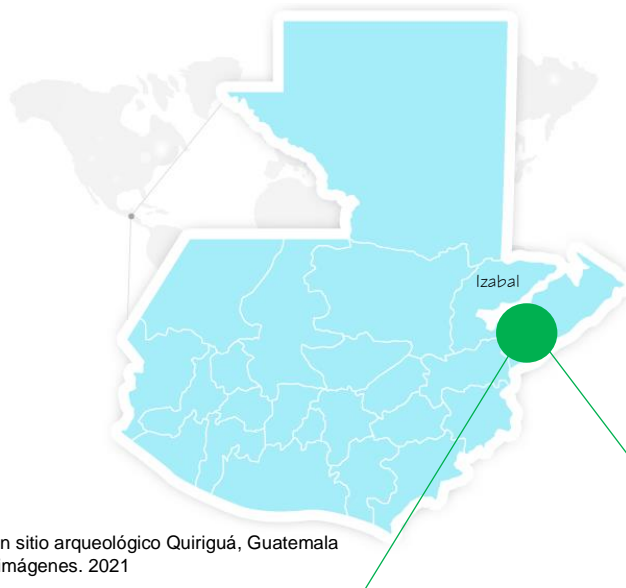 Izabal
n sitio arqueológico Quiriguá, Guatemala
imágenes. 2021